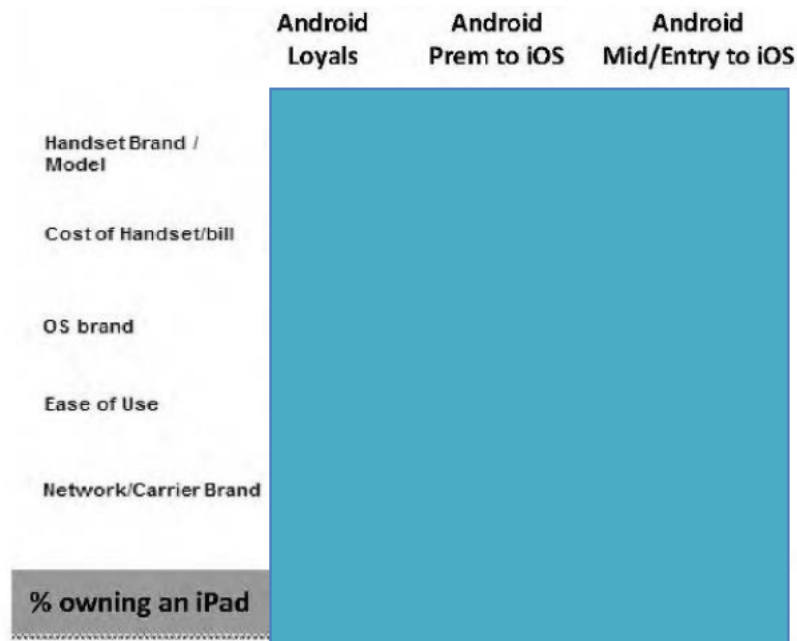 Android Android Android
Loyals Prem to iOS Mid/Entry to iOS
Handset Brand /
Model
Cost of Handset/bill
OS brand
Ease of Use
Network/Carrier Brand
% owning an iPad